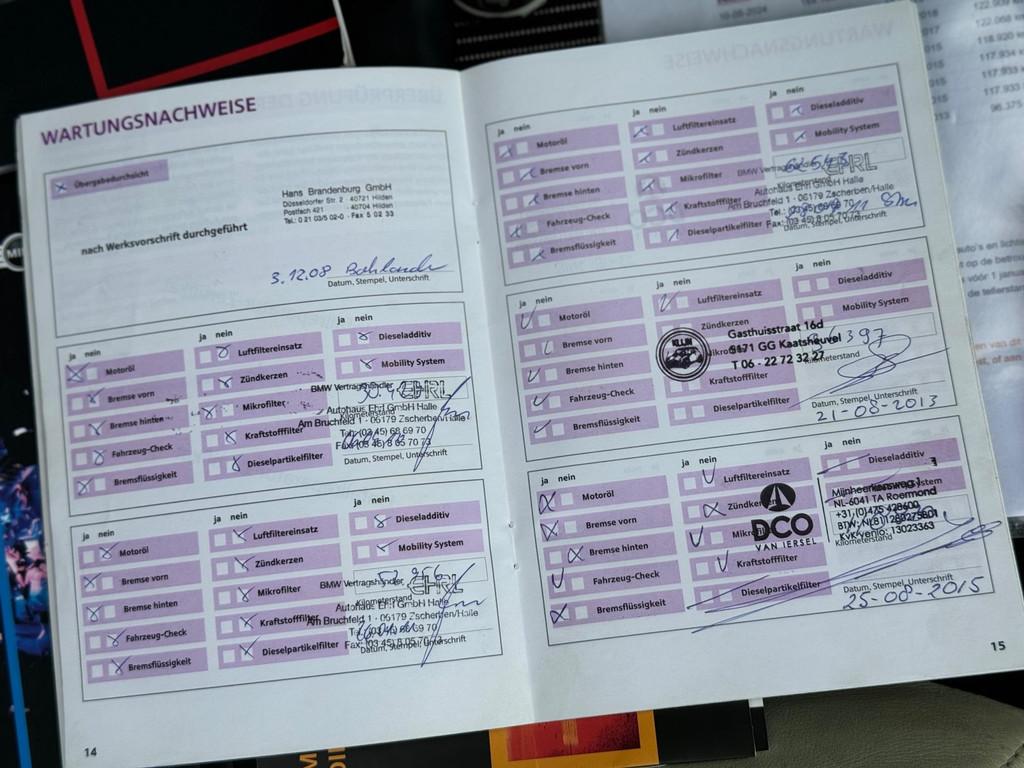 WARTUNGSNACHWEISE
Übergabedurchsicht
Hans Brandenburg GmbH
Düsseldorfer Str. 2 · 40721 Hilden
Postfach 421 · 40704 Hilden
Tel.: 0 21 03/5 02-0 · Fax 5 02 33
nach Werksvorschrift durchgeführt
3.12.08
Datum, Stempel, Unterschrift
ja nein
ja nein
ja nein
Motoröl
Luftfiltereinsatz
Dieseladditiv
Bremse vorn
Zündkerzen
Mobility System
Bremse hinten
Mikrofilter
BMW Vertragshändler EHRL
Kilometerstand
Fahrzeug-Check
Kraftstofffilter
Autohaus Ehrl GmbH Halle
Am Bruchfeld 1 · 06179 Zscherben/Halle
Bremsflüssigkeit
Dieselpartikelfilter
Datum, Stempel, Unterschrift
ja nein
ja nein
ja nein
Motoröl
Luftfiltereinsatz
Dieseladditiv
Bremse vorn
Zündkerzen
Mobility System
Bremse hinten
Mikrofilter
BMW Vertragshändler EHRL
Kilometerstand
Fahrzeug-Check
Kraftstofffilter
Autohaus Ehrl GmbH Halle
Am Bruchfeld 1 · 06179 Zscherben/Halle
Bremsflüssigkeit
Dieselpartikelfilter
Datum, Stempel, Unterschrift
14
ja nein
ja nein
ja nein
Motoröl
Luftfiltereinsatz
Dieseladditiv
Bremse vorn
Zündkerzen
Mobility System
Bremse hinten
Mikrofilter
BMW Vertragshändler EHRL
Kilometerstand
Fahrzeug-Check
Kraftstofffilter
Autohaus Ehrl GmbH Halle
Am Bruchfeld 1 · 06179 Zscherben/Halle
Bremsflüssigkeit
Dieselpartikelfilter
Datum, Stempel, Unterschrift
ja nein
ja nein
ja nein
Motoröl
Luftfiltereinsatz
Dieseladditiv
Bremse vorn
Zündkerzen
Mobility System
Bremse hinten
Gasthuisstraat 16d
5171 GG Kaatsheuvel
T 06 - 22 72 32 27
Kilometerstand
Fahrzeug-Check
Kraftstofffilter
Bremsflüssigkeit
Dieselpartikelfilter
Datum, Stempel, Unterschrift
21-08-2013
ja nein
ja nein
ja nein
Motoröl
Luftfiltereinsatz
Dieseladditiv
Bremse vorn
Bremse hinten
DCO
VAN IERSEL
NL-6041 TA Roermond
KvK Venlo: 13023363
Kilometerstand
Fahrzeug-Check
Kraftstofffilter
Bremsflüssigkeit
Dieselpartikelfilter
Datum, Stempel, Unterschrift
25-08-2015
15